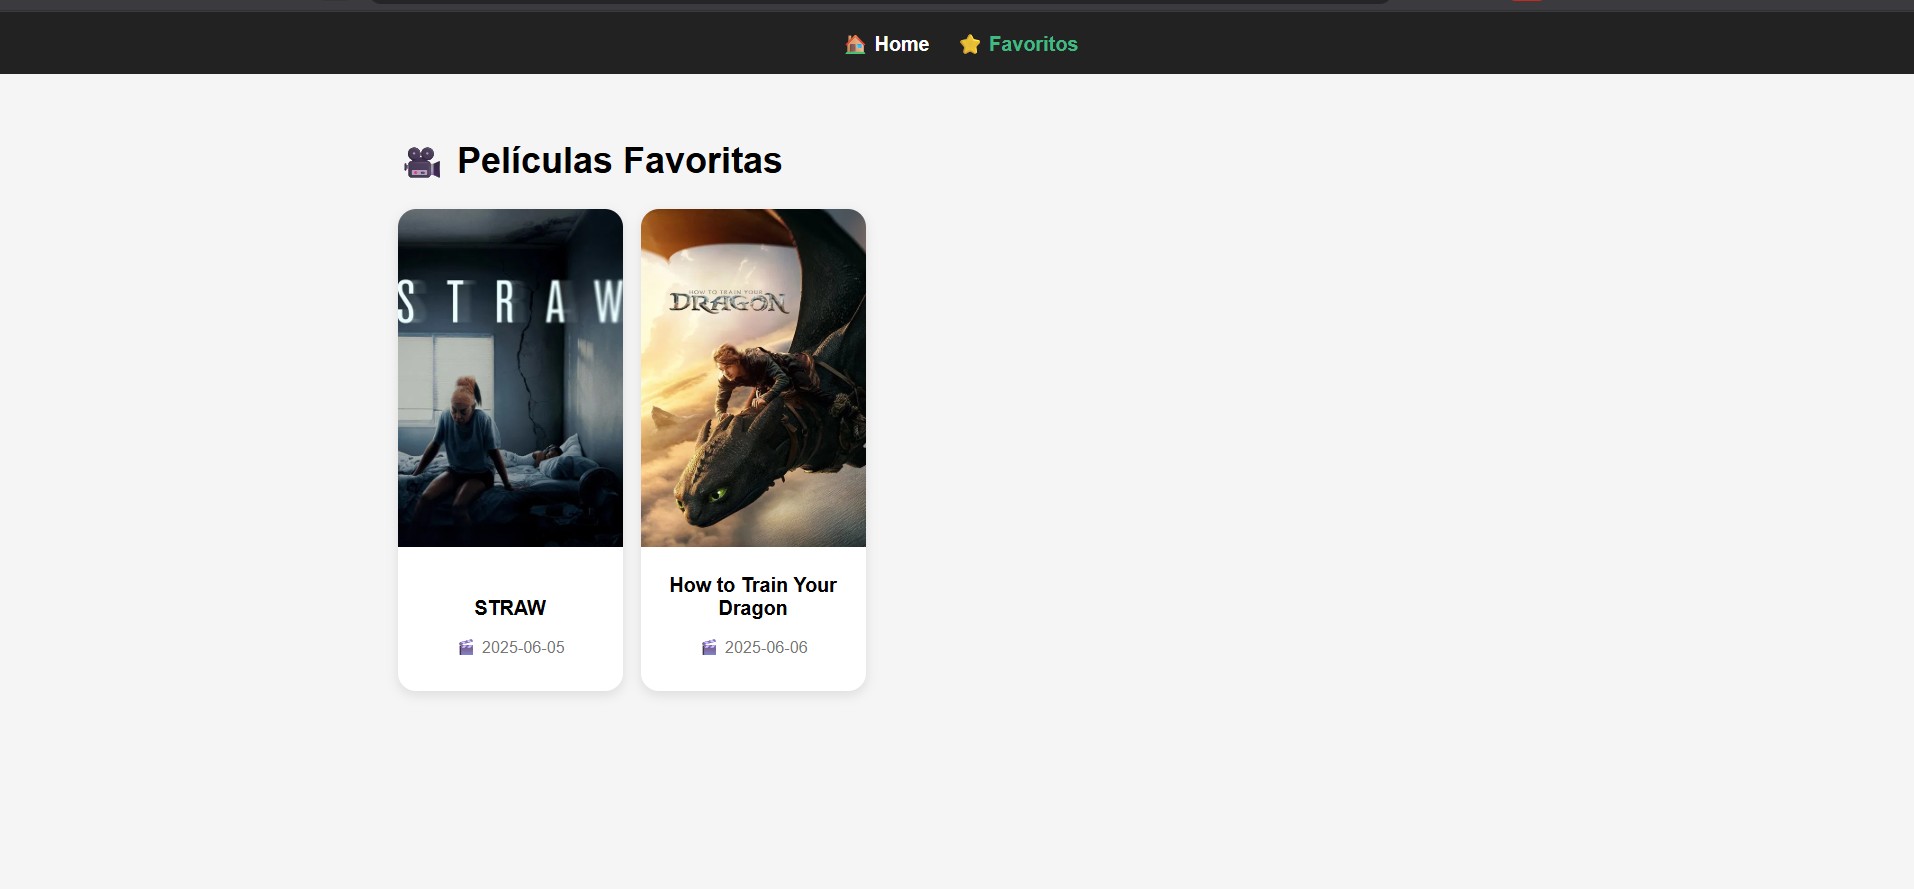 Home
Favoritos
Películas Favoritas
S T R A W
HOW TO TRAIN YOUR
DRAGON
STRAW
2025-06-05
How to Train Your
Dragon
2025-06-06